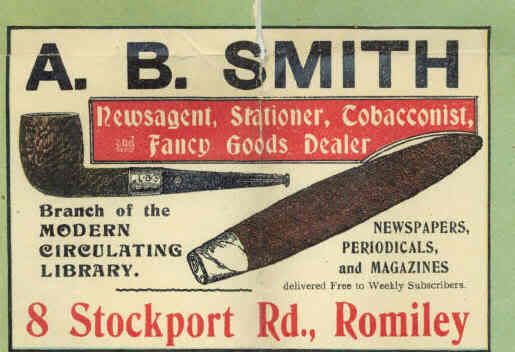 A. B. SMITH
Newsagent, Stationer, Tobacconist,
and Fancy Goods Dealer
Branch of the
MODERN
CIRCULATING
LIBRARY.
NEWSPAPERS,
PERIODICALS,
and MAGAZINES
delivered Free to Weekly Subscribers.
8 Stockport Rd., Romiley